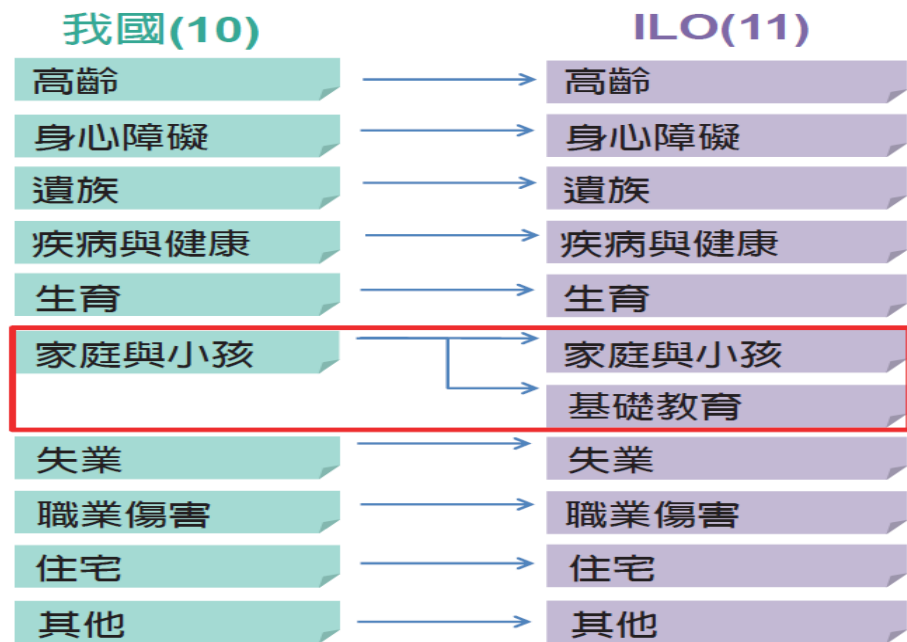 我國(10) ILO(11)
高齡 高齡
身心障礙 身心障礙
遺族 遺族
疾病與健康 疾病與健康
生育 生育
家庭與小孩 家庭與小孩
基礎教育
失業 失業
職業傷害 職業傷害
住宅 住宅
其他 其他